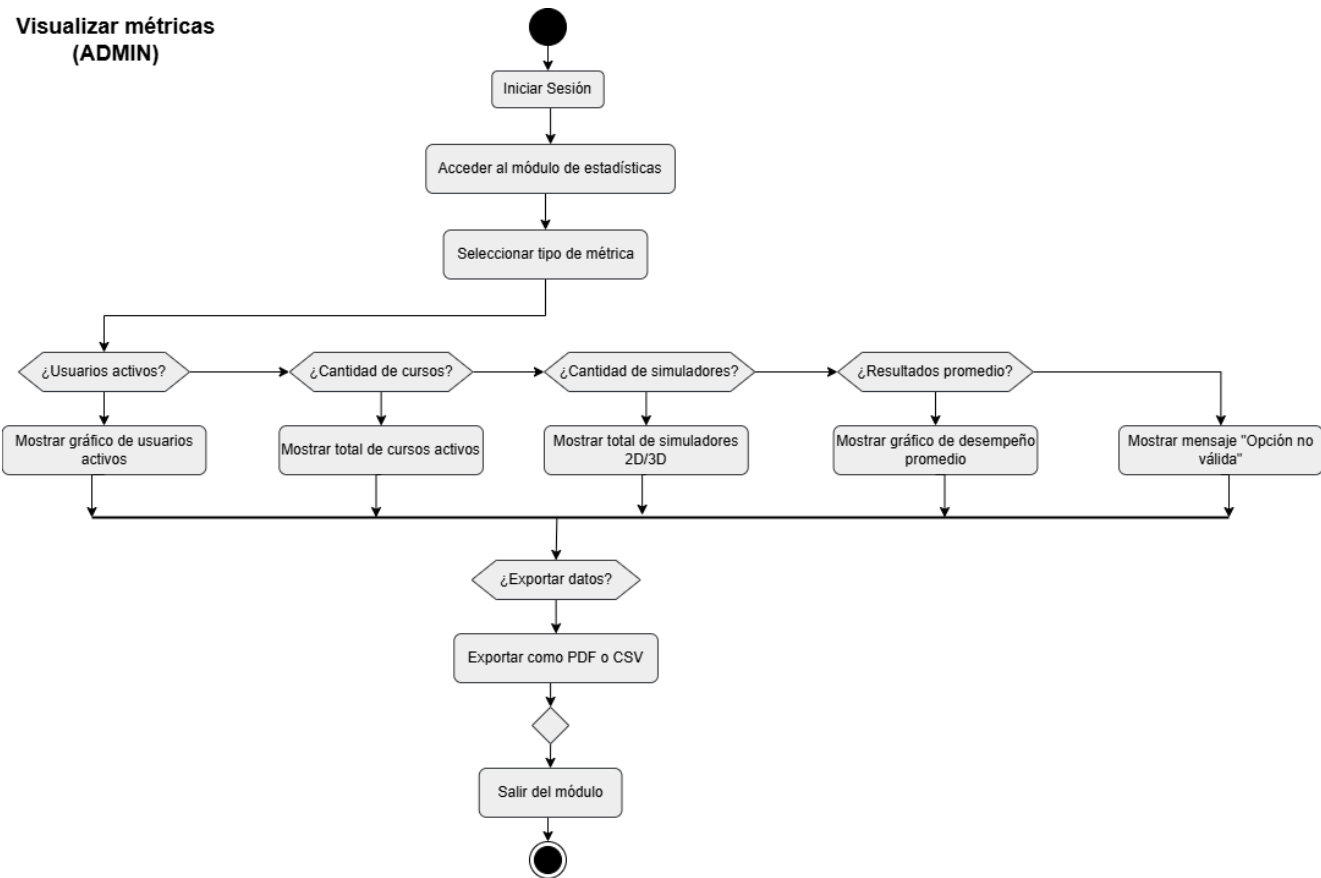 Visualizar métricas
(ADMIN)
Iniciar Sesión
Acceder al módulo de estadísticas
Seleccionar tipo de métrica
¿Usuarios activos?
¿Cantidad de cursos?
¿Cantidad de simuladores?
¿Resultados promedio?
Mostrar gráfico de usuarios
activos
Mostrar total de cursos activos
Mostrar total de simuladores
2D/3D
Mostrar gráfico de desempeño
promedio
Mostrar mensaje "Opción no
válida"
¿Exportar datos?
Exportar como PDF o CSV
Salir del módulo